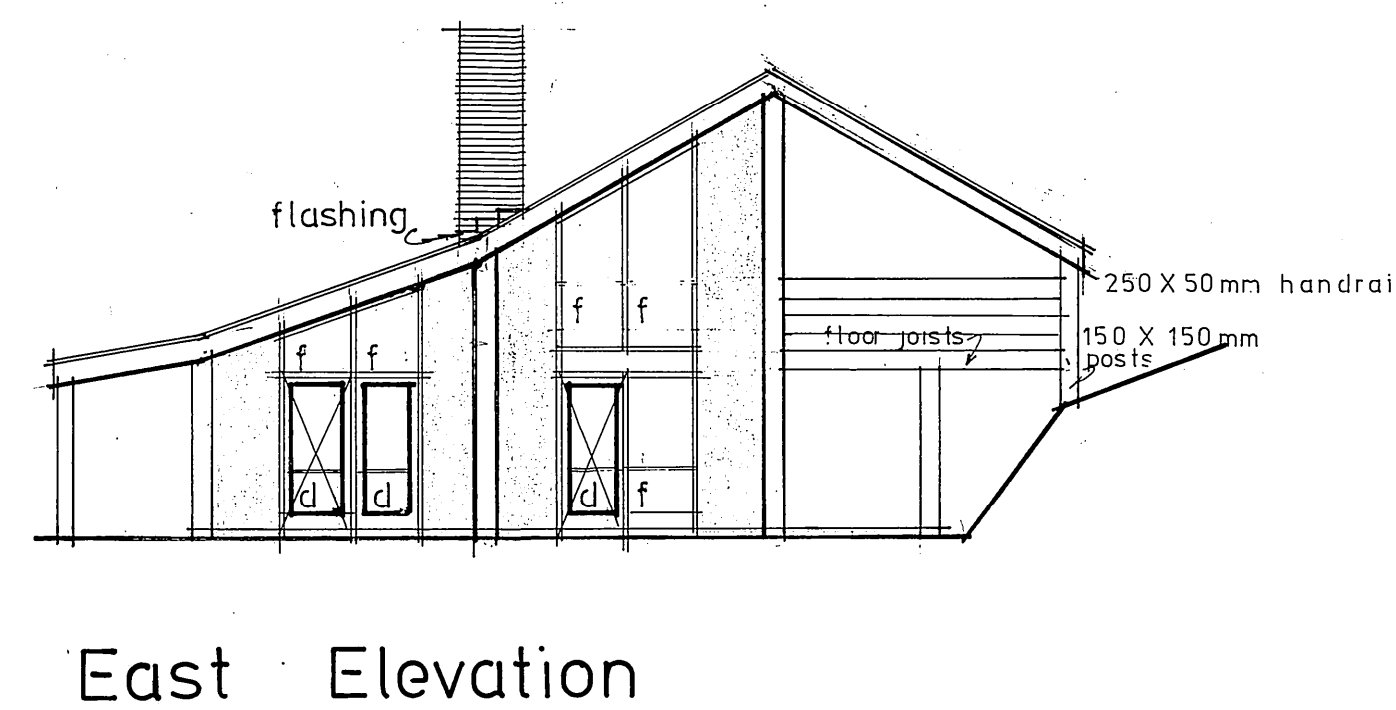 flashing
250 X 50 mm handrai
f f
floor joists
150 X 150 mm
posts
f f
d d d f
East Elevation